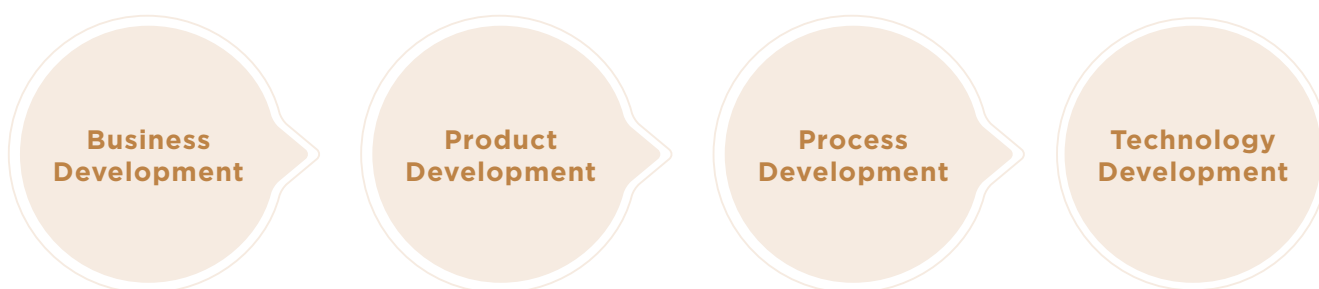 Business
Development
Product
Development
Process
Development
Technology
Development